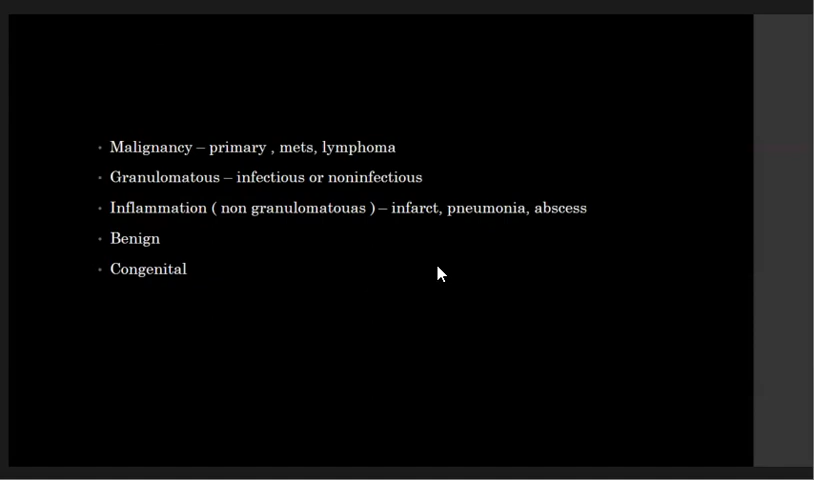 • Malignancy – primary , mets, lymphoma
• Granulomatous – infectious or noninfectious
• Inflammation ( non granulomatouas ) – infarct, pneumonia, abscess
• Benign
• Congenital